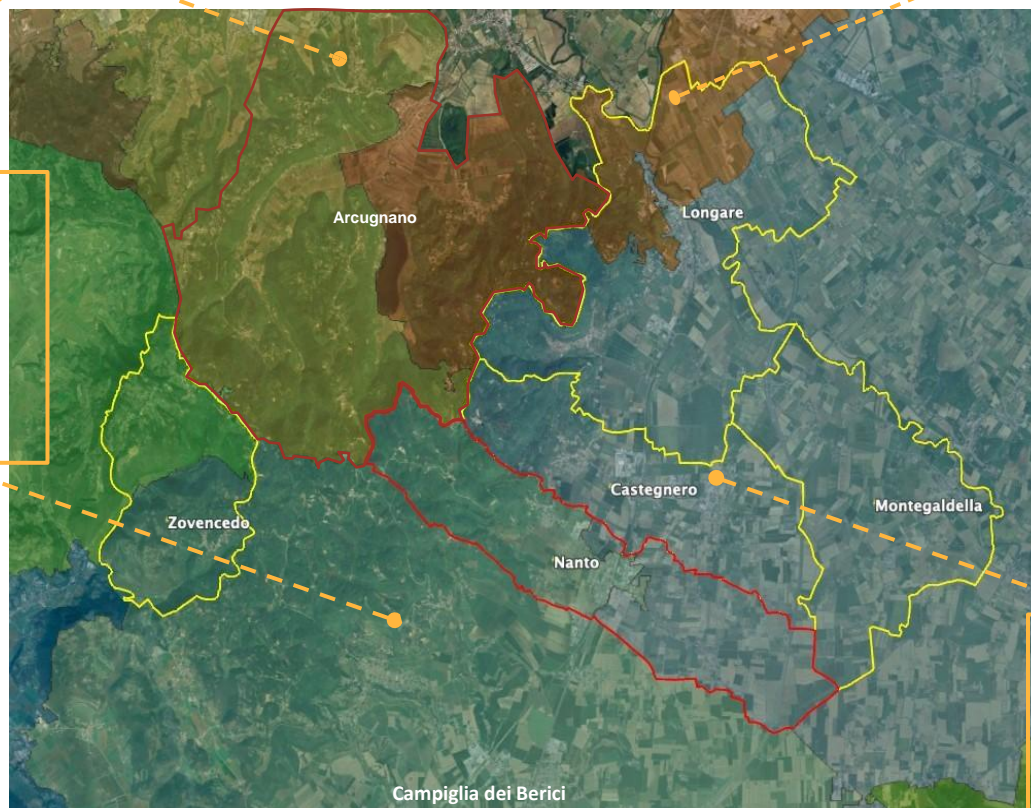 Arcugnano
Longare
Castegnero
Montegaldella
Zovencedo
Nanto
Campiglia dei Berici